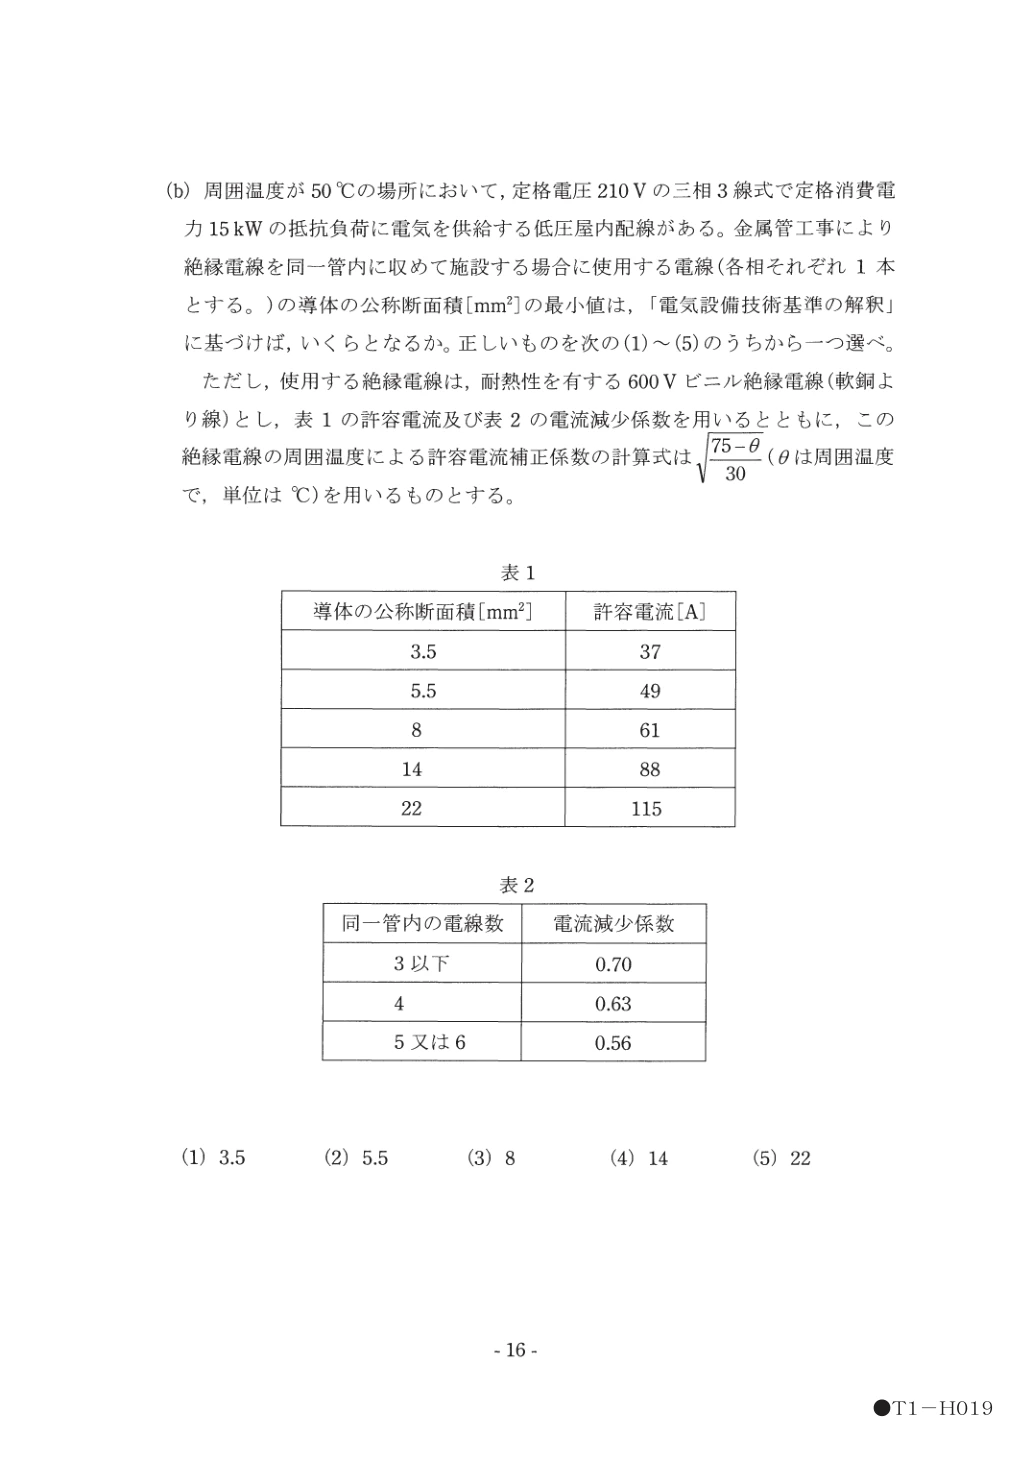 (b) 周囲温度が 50 ℃の場所において, 定格電圧 210 V の三相 3 線式で定格消費電
力 15 kW の抵抗負荷に電気を供給する低圧屋内配線がある。金属管工事により
絶縁電線を同一管内に収めて施設する場合に使用する電線(各相それぞれ 1 本
とする。)の導体の公称断面積[mm²]の最小値は, 「電気設備技術基準の解釈」
に基づけば, いくらとなるか。正しいものを次の(1)～(5)のうちから一つ選べ。
ただし, 使用する絶縁電線は, 耐熱性を有する 600 V ビニル絶縁電線(軟銅よ
り線)とし, 表 1 の許容電流及び表 2 の電流減少係数を用いるとともに, この
絶縁電線の周囲温度による許容電流補正係数の計算式は √((75−θ)/30) (θ は周囲温度
で, 単位は ℃)を用いるものとする。
表 1
導体の公称断面積[mm²] 許容電流[A]
3.5 37
5.5 49
8 61
14 88
22 115
表 2
同一管内の電線数 電流減少係数
3 以下 0.70
4 0.63
5 又は 6 0.56
(1) 3.5 (2) 5.5 (3) 8 (4) 14 (5) 22
- 16 -
●T1－H019